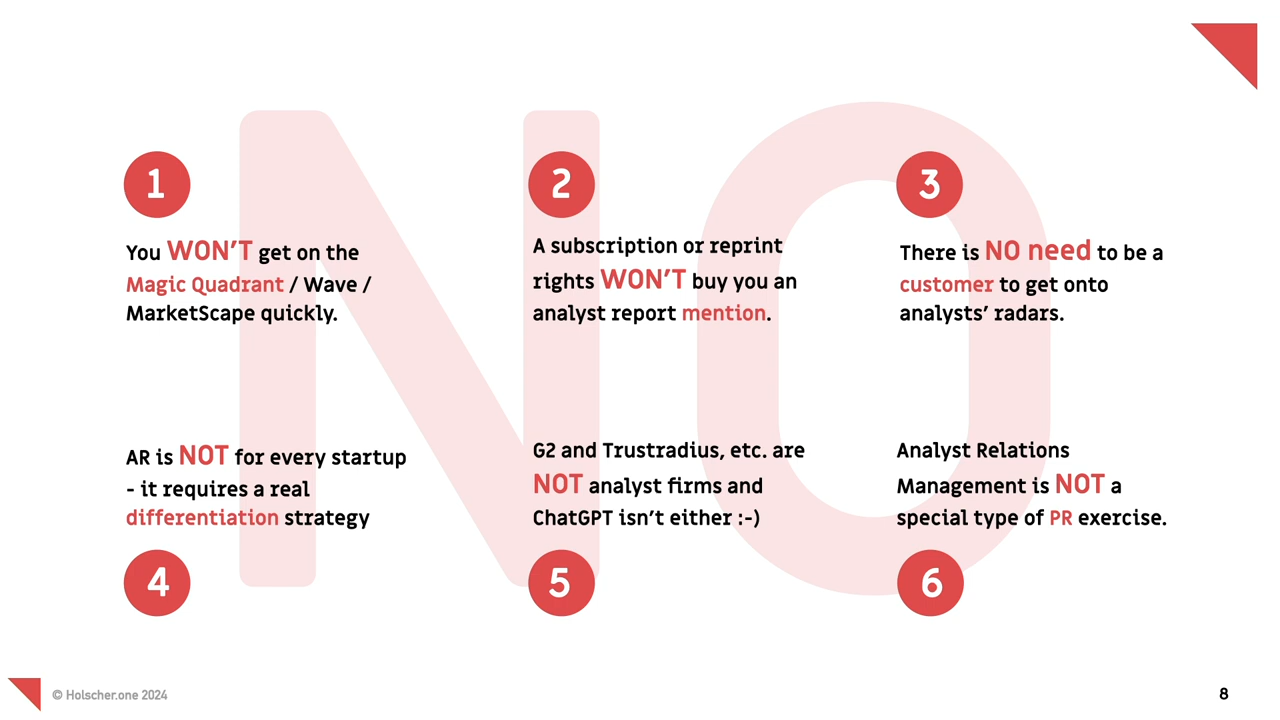 NO
1
You WON'T get on the
Magic Quadrant / Wave /
MarketScape quickly.
2
A subscription or reprint
rights WON'T buy you an
analyst report mention.
3
There is NO need to be a
customer to get onto
analysts' radars.
AR is NOT for every startup
- it requires a real
differentiation strategy
4
G2 and Trustradius, etc. are
NOT analyst firms and
ChatGPT isn't either :-)
5
Analyst Relations
Management is NOT a
special type of PR exercise.
6
© Holscher.one 2024
8